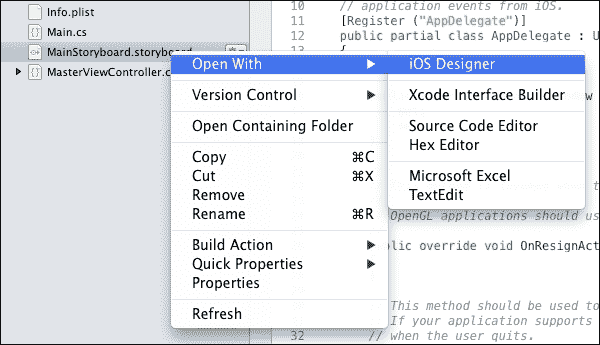 Info.plist
Main.cs
MainStoryboard.storyboard
MasterViewController.c
Open With
Version Control
Open Containing Folder
Copy ⌘C
Cut ⌘X
Remove
Rename ⌘R
Build Action
Quick Properties
Properties
Refresh
iOS Designer
Xcode Interface Builder
Source Code Editor
Hex Editor
Microsoft Excel
TextEdit
10 // application events from iOS.
11 [Register ("AppDelegate")]
12 public partial class AppDelegate : U
13 {
OpenGL applications should us
public override void OnResignAct
This method should be used to
If your application supports
32 // when the user quits.